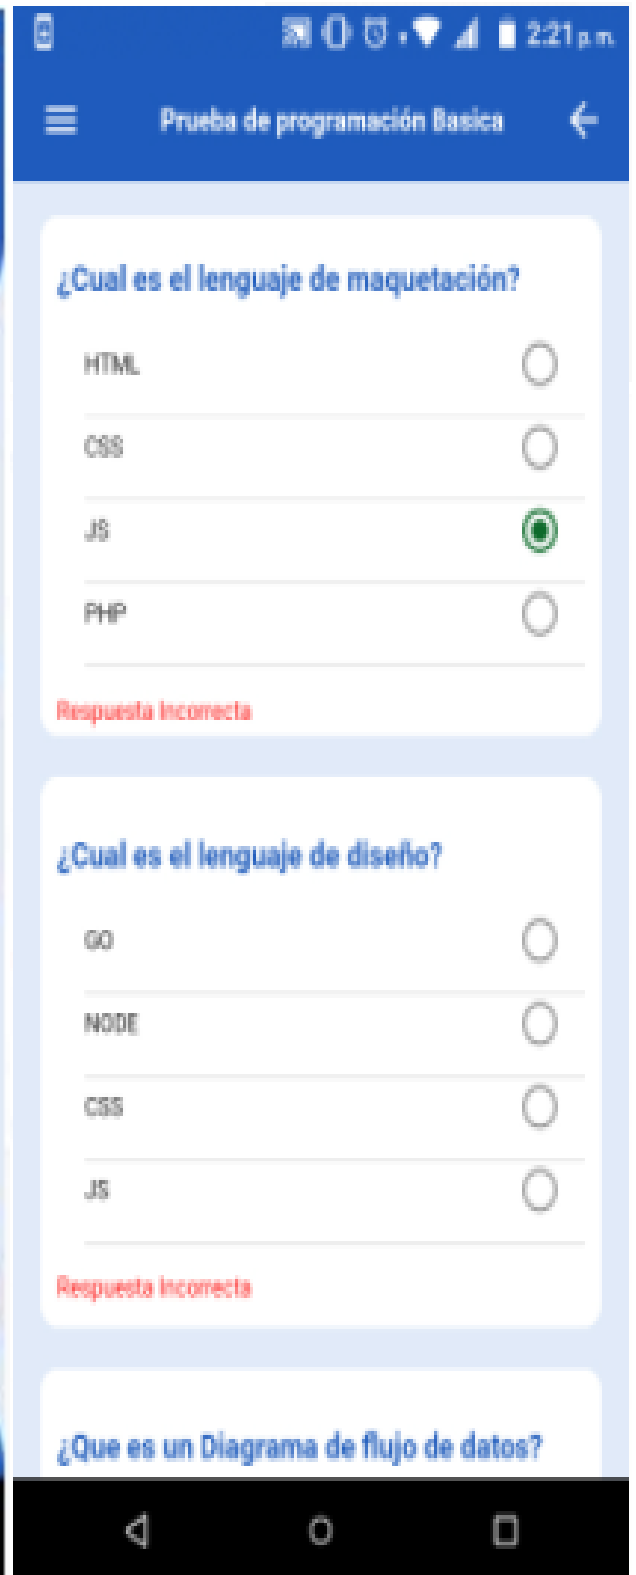 2:21 p.m.
Prueba de programación Basica
¿Cual es el lenguaje de maquetación?
HTML
CSS
JS
PHP
Respuesta Incorrecta
¿Cual es el lenguaje de diseño?
GO
NODE
CSS
JS
Respuesta Incorrecta
¿Que es un Diagrama de flujo de datos?